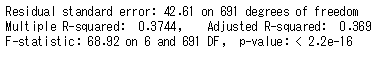 Residual standard error: 42.61 on 691 degrees of freedom
Multiple R-squared:  0.3744,    Adjusted R-squared:  0.369
F-statistic: 68.92 on 6 and 691 DF,  p-value: < 2.2e-16